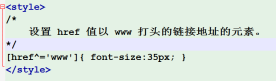 <style>
/*
设置 href 值以 www 打头的链接地址的元素。
*/
[href^='www']{ font-size:35px; }
</style>